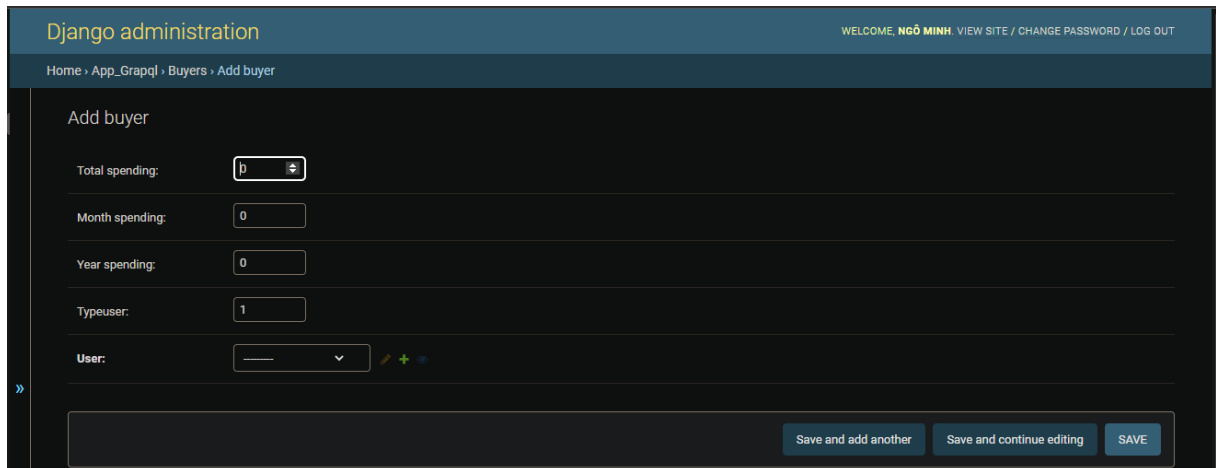 Django administration
WELCOME, NGÔ MINH. VIEW SITE / CHANGE PASSWORD / LOG OUT
Home › App_Grapql › Buyers › Add buyer
Add buyer
Total spending: 0
Month spending: 0
Year spending: 0
Typeuser: 1
User: ---------
»
Save and add another Save and continue editing SAVE